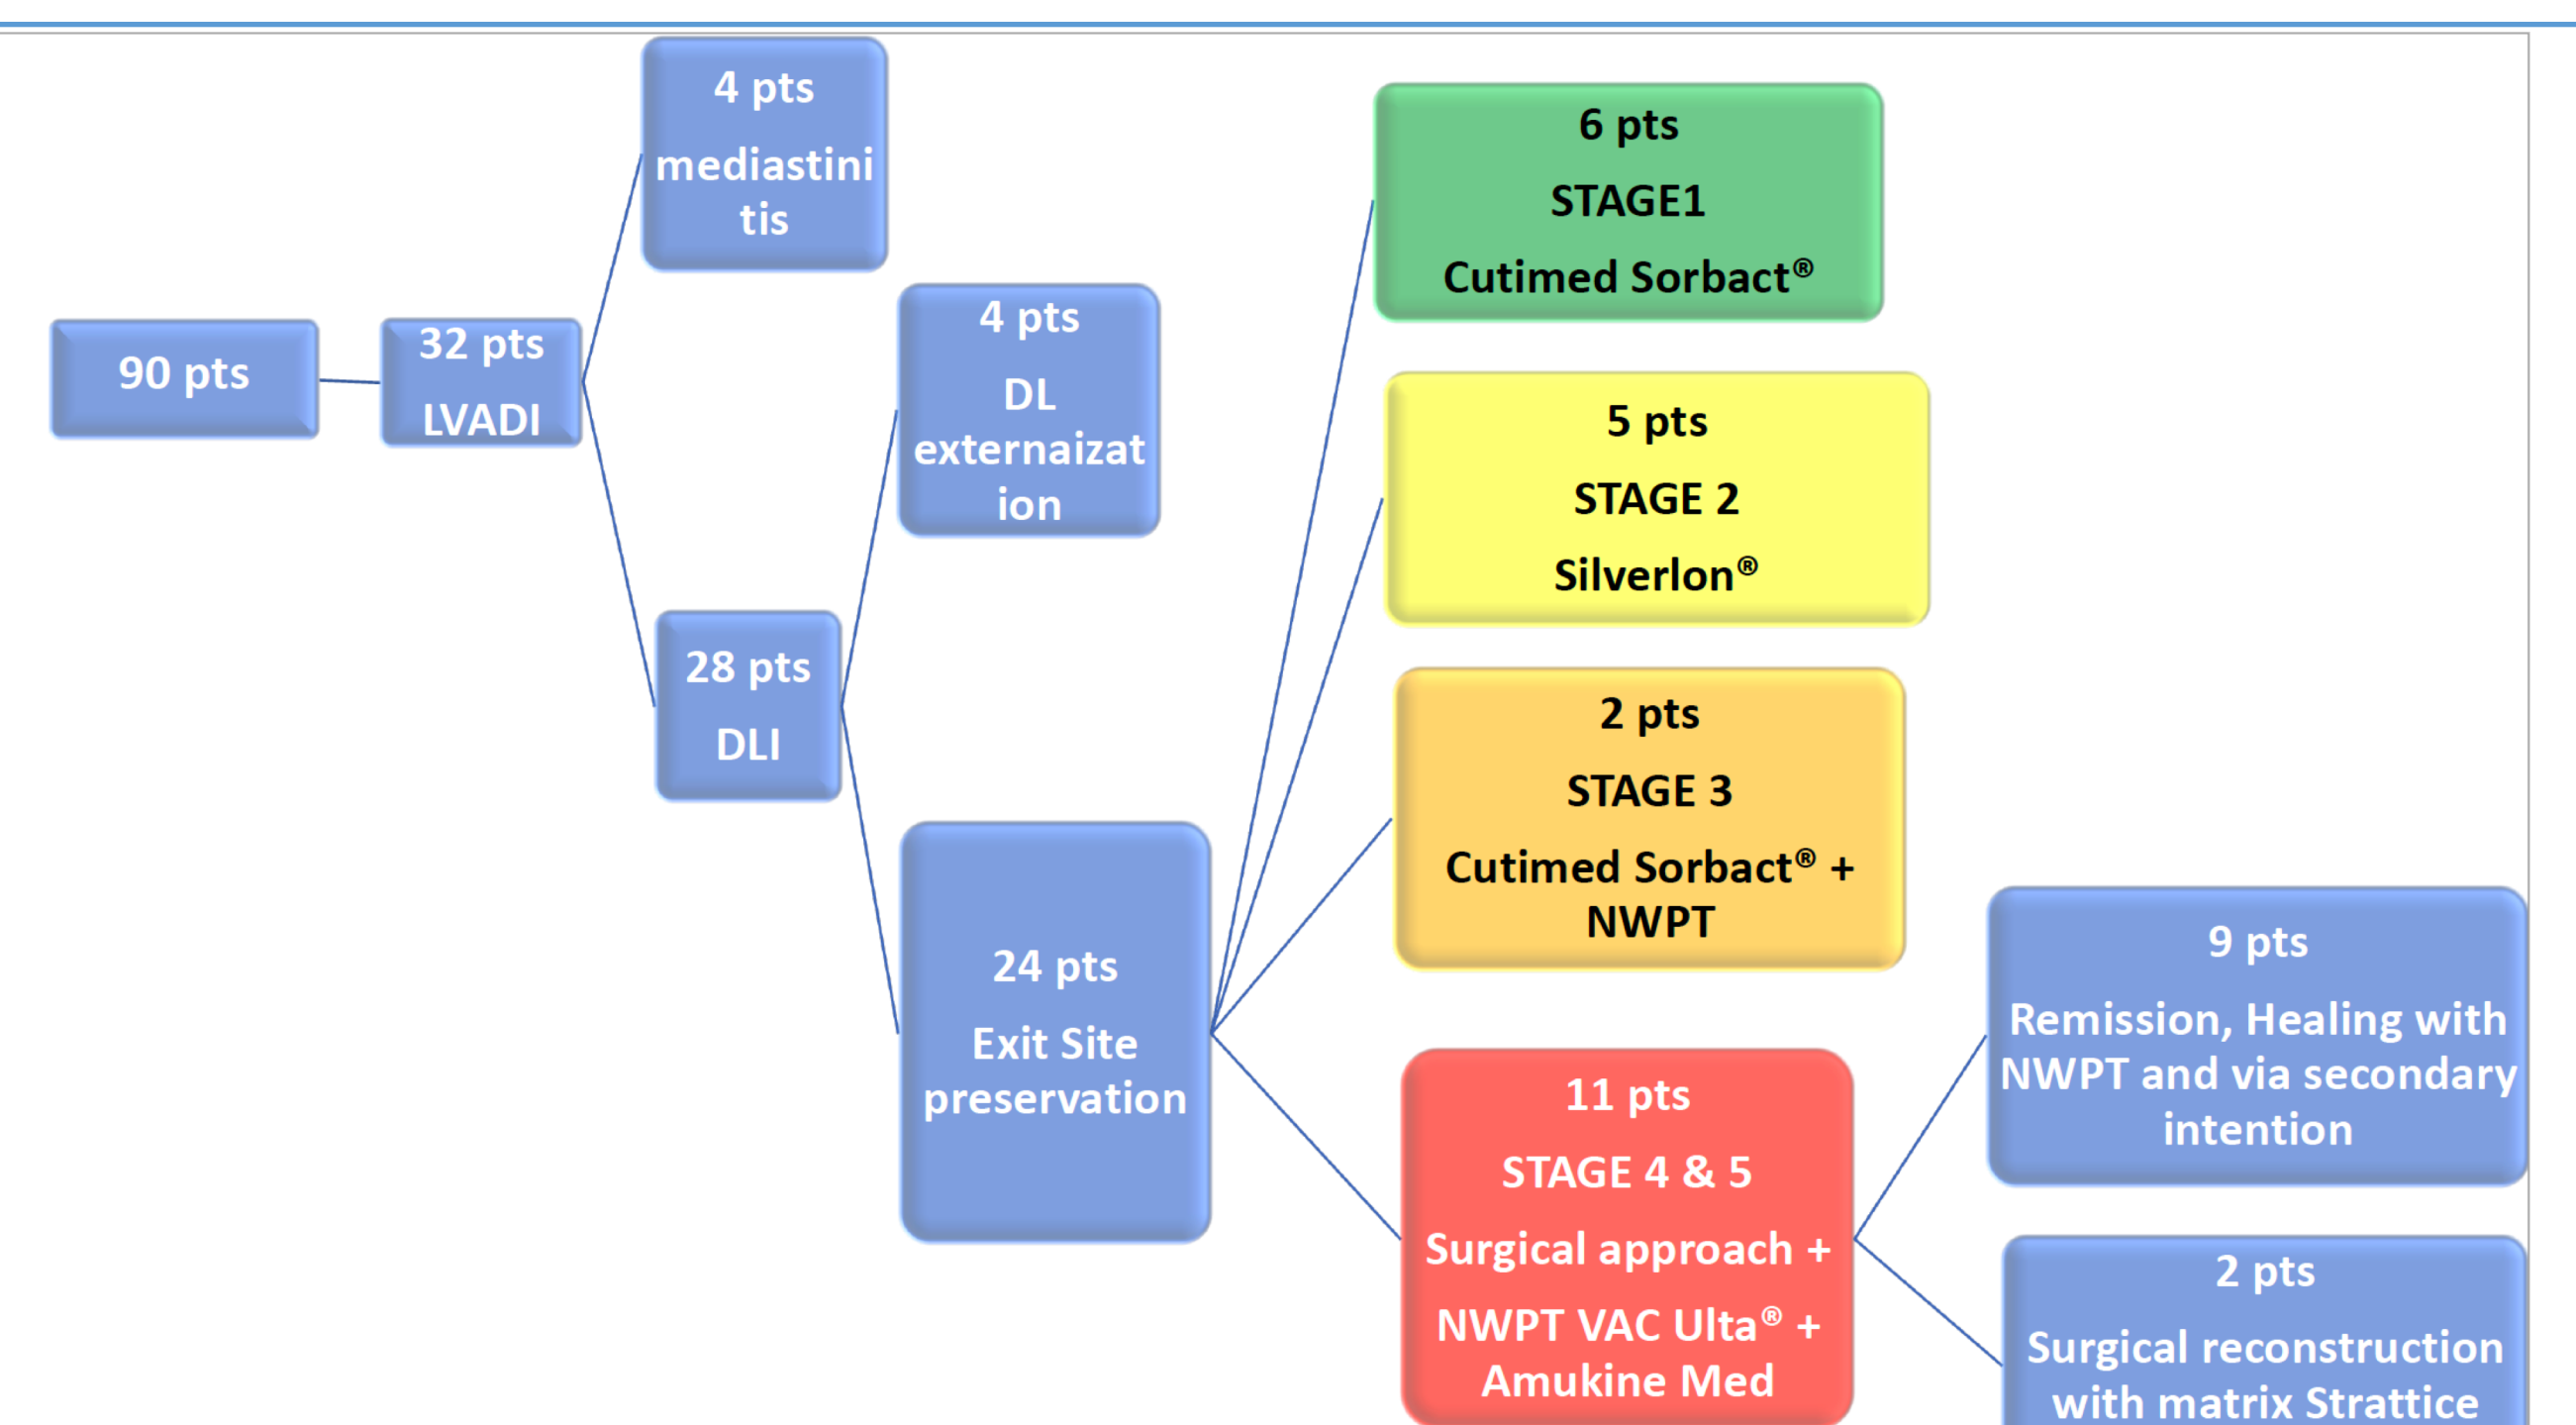 90 pts
32 pts
LVADI
4 pts
mediastini
tis
28 pts
DLI
4 pts
DL
externaizat
ion
24 pts
Exit Site
preservation
6 pts
STAGE1
Cutimed Sorbact®
5 pts
STAGE 2
Silverlon®
2 pts
STAGE 3
Cutimed Sorbact® +
NWPT
11 pts
STAGE 4 & 5
Surgical approach +
NWPT VAC Ulta® +
Amukine Med
9 pts
Remission, Healing with
NWPT and via secondary
intention
2 pts
Surgical reconstruction
with matrix Strattice